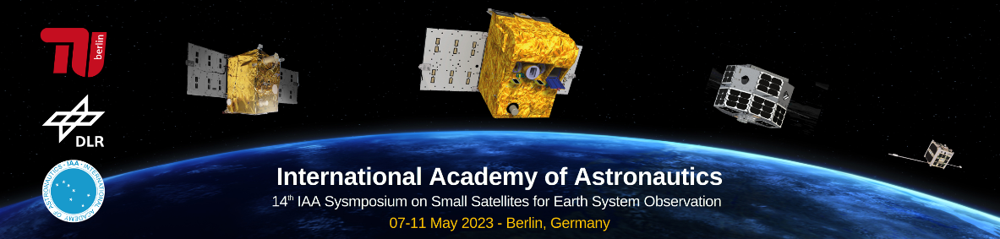 berlin
DLR
· IAA · INTERNATIONAL ACADEMY OF ASTRONAUTICS
International Academy of Astronautics
14th IAA Sysmposium on Small Satellites for Earth System Observation
07-11 May 2023 - Berlin, Germany